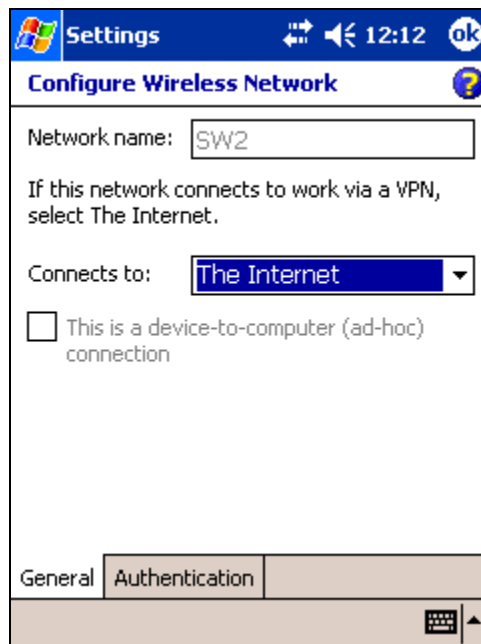 Settings 12:12 ok
Configure Wireless Network ?
Network name: SW2
If this network connects to work via a VPN,
select The Internet.
Connects to: The Internet
This is a device-to-computer (ad-hoc)
connection
General Authentication